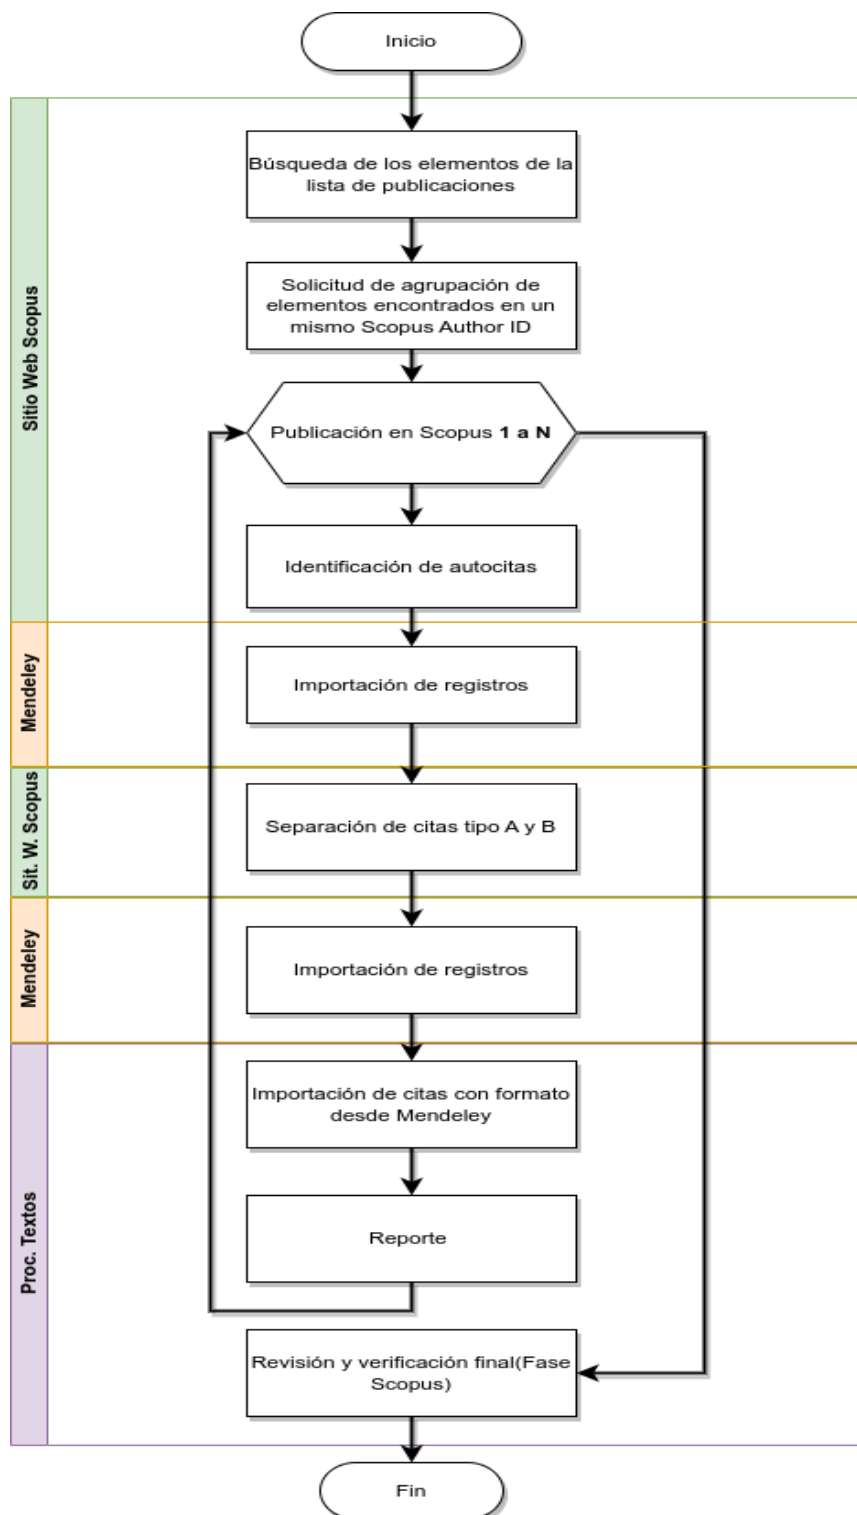 Inicio
Sitio Web Scopus
Búsqueda de los elementos de la
lista de publicaciones
Solicitud de agrupación de
elementos encontrados en un
mismo Scopus Author ID
Publicación en Scopus 1 a N
Identificación de autocitas
Mendeley
Importación de registros
Sit. W. Scopus
Separación de citas tipo A y B
Mendeley
Importación de registros
Proc. Textos
Importación de citas con formato
desde Mendeley
Reporte
Revisión y verificación final(Fase
Scopus)
Fin